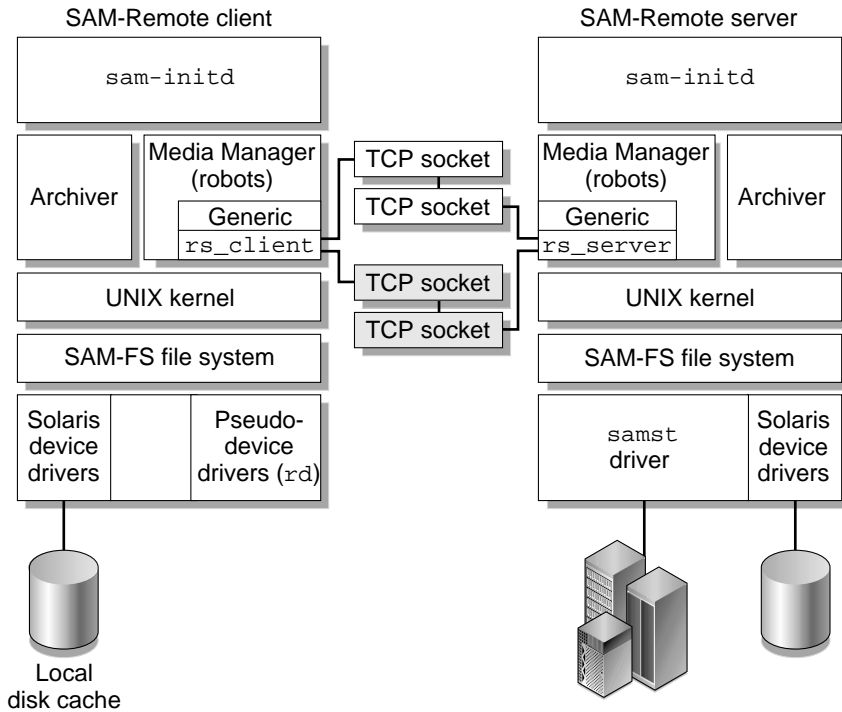 SAM-Remote client
sam-initd
Archiver
Media Manager
(robots)
Generic
rs_client
UNIX kernel
SAM-FS file system
Solaris
device
drivers
Pseudo-
device
drivers (rd)
Local
disk cache
TCP socket
TCP socket
TCP socket
TCP socket
SAM-Remote server
sam-initd
Media Manager
(robots)
Generic
rs_server
Archiver
UNIX kernel
SAM-FS file system
samst
driver
Solaris
device
drivers